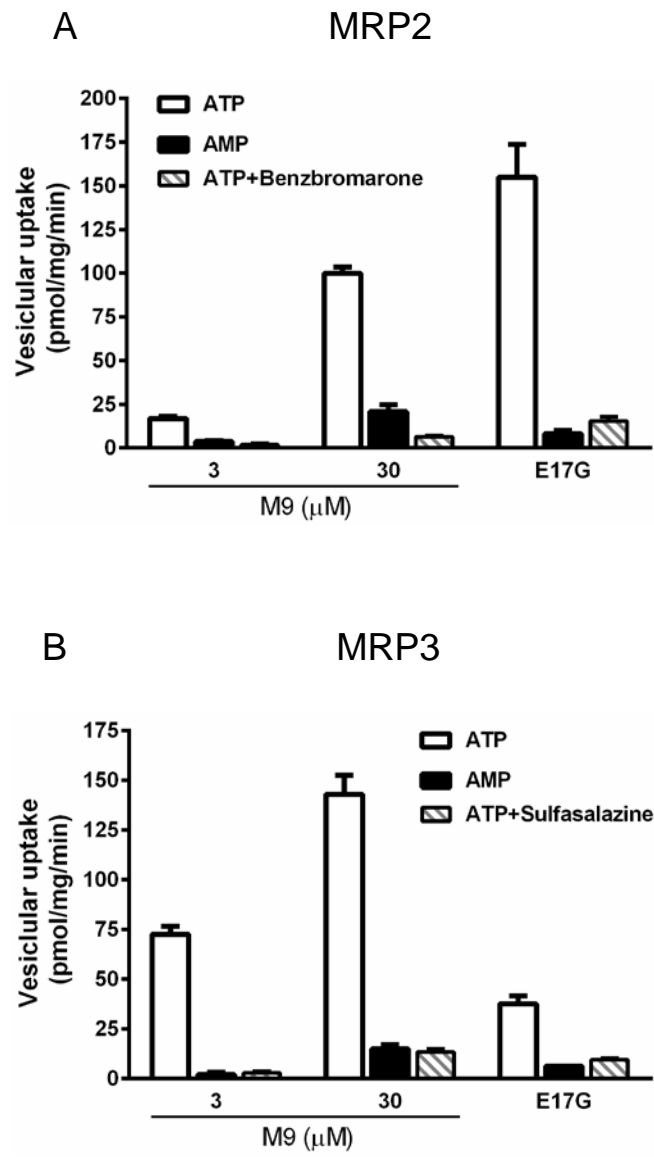 A MRP2
200
175
150
125
100
75
50
25
0
Vesiclular uptake
(pmol/mg/min)
ATP
AMP
ATP+Benzbromarone
3 30 E17G
M9 (μM)
B MRP3
175
150
125
100
75
50
25
0
Vesiclular uptake
(pmol/mg/min)
ATP
AMP
ATP+Sulfasalazine
3 30 E17G
M9 (μM)